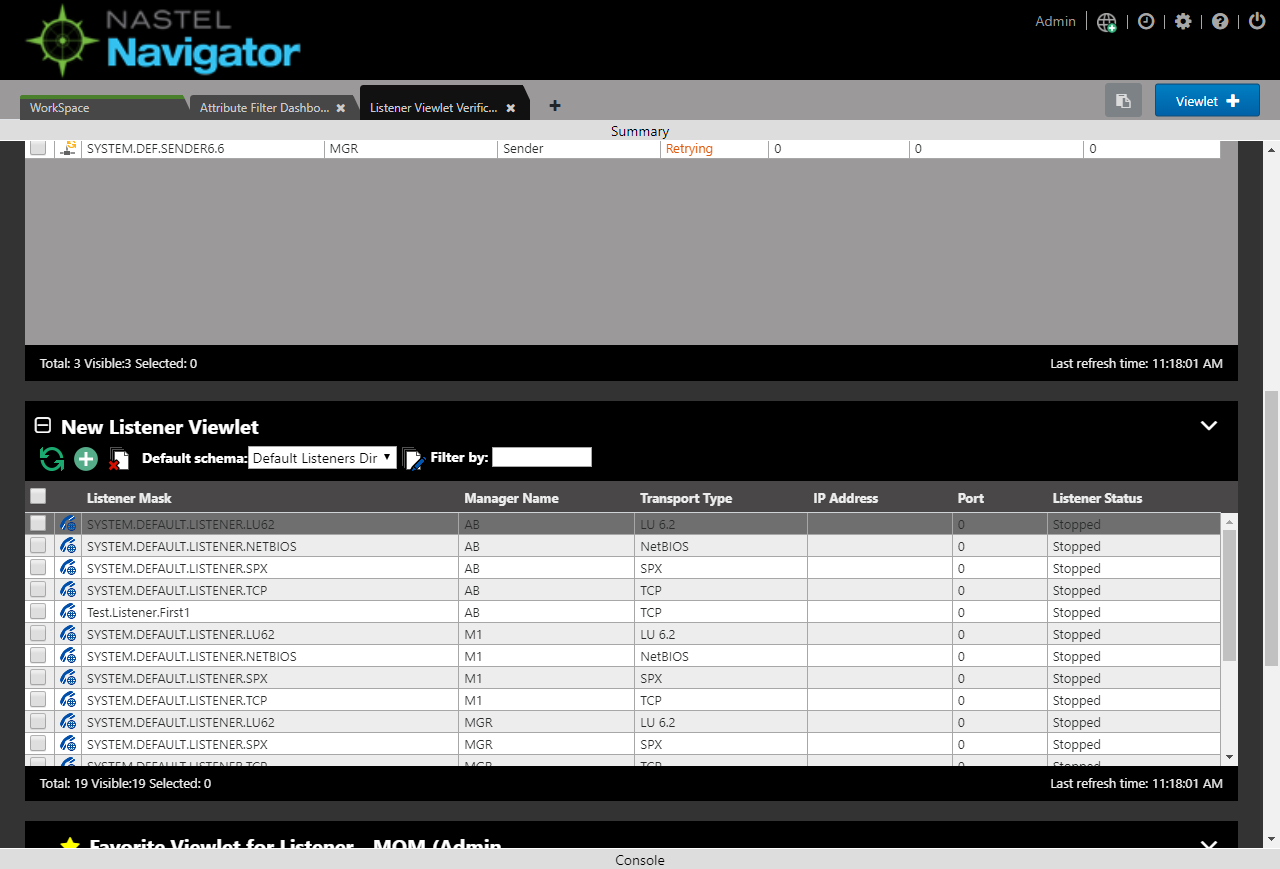 NASTEL
Navigator
Admin
WorkSpace
Attribute Filter Dashbo...
Listener Viewlet Verific...
Viewlet
Summary
SYSTEM.DEF.SENDER6.6 MGR Sender Retrying 0 0 0
Total: 3 Visible:3 Selected: 0 Last refresh time: 11:18:01 AM
New Listener Viewlet
Default schema: Default Listeners Dir Filter by:
Listener Mask Manager Name Transport Type IP Address Port Listener Status
SYSTEM.DEFAULT.LISTENER.LU62 AB LU 6.2 0 Stopped
SYSTEM.DEFAULT.LISTENER.NETBIOS AB NetBIOS 0 Stopped
SYSTEM.DEFAULT.LISTENER.SPX AB SPX 0 Stopped
SYSTEM.DEFAULT.LISTENER.TCP AB TCP 0 Stopped
Test.Listener.First1 AB TCP 0 Stopped
SYSTEM.DEFAULT.LISTENER.LU62 M1 LU 6.2 0 Stopped
SYSTEM.DEFAULT.LISTENER.NETBIOS M1 NetBIOS 0 Stopped
SYSTEM.DEFAULT.LISTENER.SPX M1 SPX 0 Stopped
SYSTEM.DEFAULT.LISTENER.TCP M1 TCP 0 Stopped
SYSTEM.DEFAULT.LISTENER.LU62 MGR LU 6.2 0 Stopped
SYSTEM.DEFAULT.LISTENER.SPX MGR SPX 0 Stopped
SYSTEM.DEFAULT.LISTENER.TCP MGR TCP 0 Stopped
Total: 19 Visible:19 Selected: 0 Last refresh time: 11:18:01 AM
Favorite Viewlet for Listener - MQM (Admin
Console